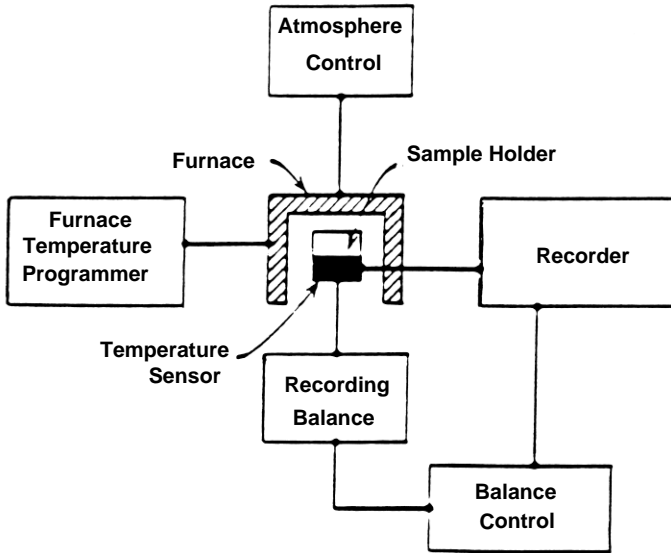 Atmosphere
Control
Furnace
Sample Holder
Furnace
Temperature
Programmer
Recorder
Temperature
Sensor
Recording
Balance
Balance
Control